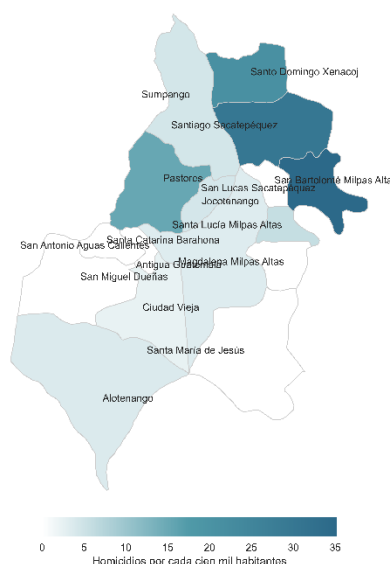 Santo Domingo Xenacoj
Sumpango
Santiago Sacatepéquez
Pastores
San Bartolomé Milpas Alta
San Lucas Sacatepéquez
Jocotenango
Santa Lucía Milpas Altas
Santa Catarina Barahona
San Antonio Aguas Calientes
Antigua Guatemala
Magdalena Milpas Altas
San Miguel Dueñas
Ciudad Vieja
Santa María de Jesús
Alotenango
0 5 10 15 20 25 30 35
Homicidios por cada cien mil habitantes